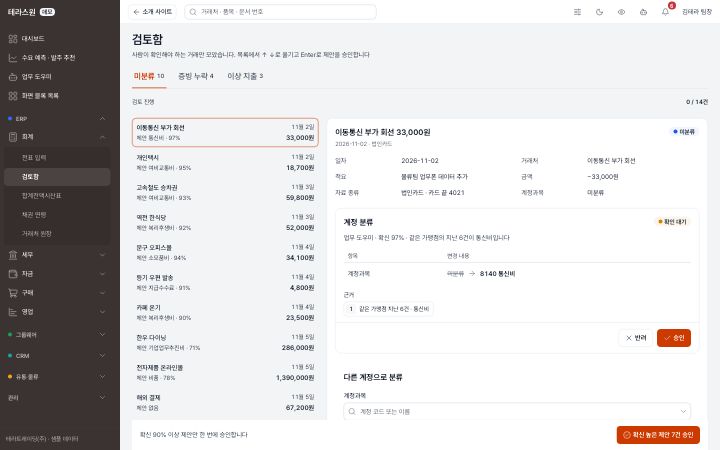 테라스원 데모
← 소개 사이트
거래처 · 품목 · 문서 번호
6
김테라 팀장
대시보드
수요 예측 · 발주 추천
업무 도우미
화면 블록 목록
ERP
회계
전표 입력
검토함
합계잔액시산표
채권 연령
거래처 원장
세무
자금
구매
영업
그룹웨어
CRM
유통·물류
관리
테라트레이딩(주) · 샘플 데이터
검토함
사람이 확인해야 하는 거래만 모았습니다. 목록에서 ↑ ↓로 옮기고 Enter로 제안을 승인합니다
미분류 10
증빙 누락 4
이상 지출 3
검토 진행
0 / 14건
이동통신 부가 회선 11월 2일
제안 통신비 · 97% 33,000원
개인택시 11월 2일
제안 여비교통비 · 95% 18,700원
고속철도 승차권 11월 3일
제안 여비교통비 · 93% 59,800원
역전 한식당 11월 3일
제안 복리후생비 · 92% 52,000원
문구 오피스몰 11월 4일
제안 소모품비 · 94% 34,100원
등기 우편 발송 11월 4일
제안 지급수수료 · 91% 4,800원
카페 온기 11월 4일
제안 복리후생비 · 90% 23,500원
한우 다이닝 11월 5일
제안 기업업무추진비 · 71% 286,000원
전자제품 온라인몰 11월 5일
제안 비품 · 78% 1,390,000원
해외 결제 11월 5일
제안 없음 67,200원
이동통신 부가 회선 33,000원
미분류
2026-11-02 · 법인카드
일자 2026-11-02 거래처 이동통신 부가 회선
적요 물류팀 업무폰 데이터 추가 금액 −33,000원
자료 종류 법인카드 · 카드 끝 4021 계정과목 미분류
계정 분류
확인 대기
업무 도우미 · 확신 97% · 같은 가맹점의 지난 6건이 통신비입니다
항목 변경 내용
계정과목 미분류 → 8140 통신비
근거
1 같은 가맹점 지난 6건 · 통신비
반려
승인
다른 계정으로 분류
계정과목
계정 코드 또는 이름
확신 90% 이상 제안만 한 번에 승인합니다
확신 높은 제안 7건 승인